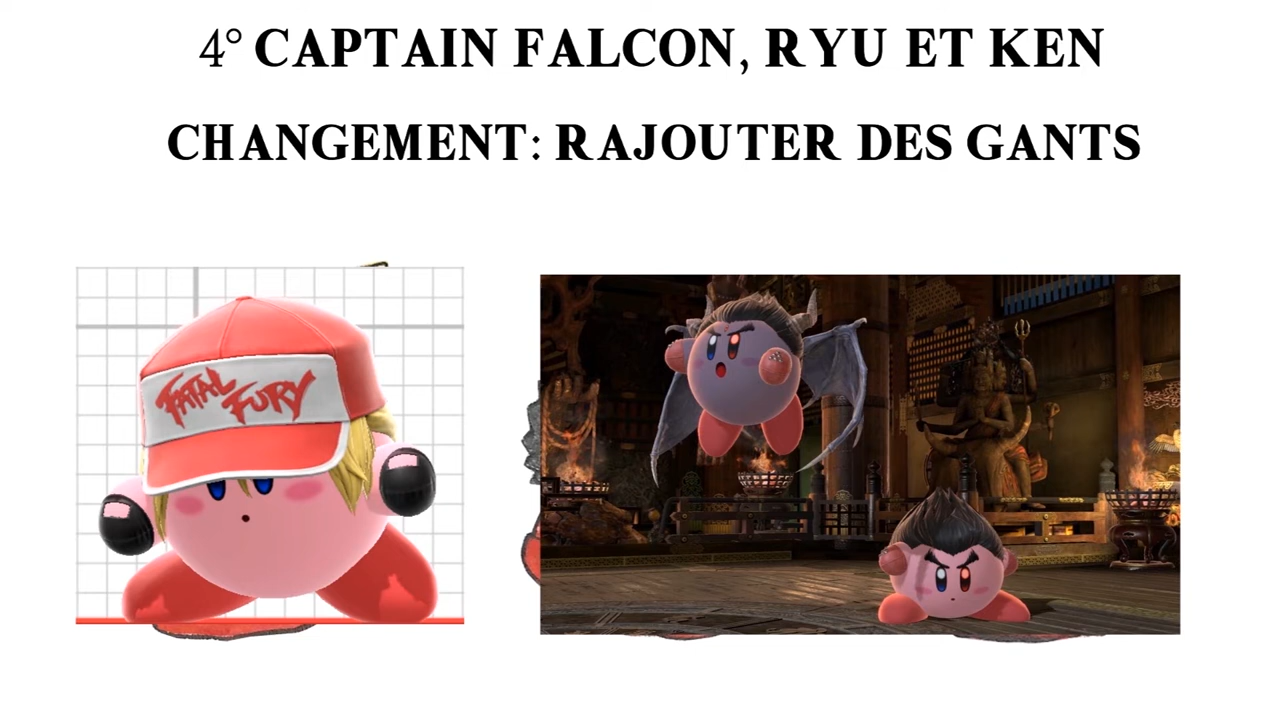 4° CAPTAIN FALCON, RYU ET KEN
CHANGEMENT: RAJOUTER DES GANTS
FATAL
FURY